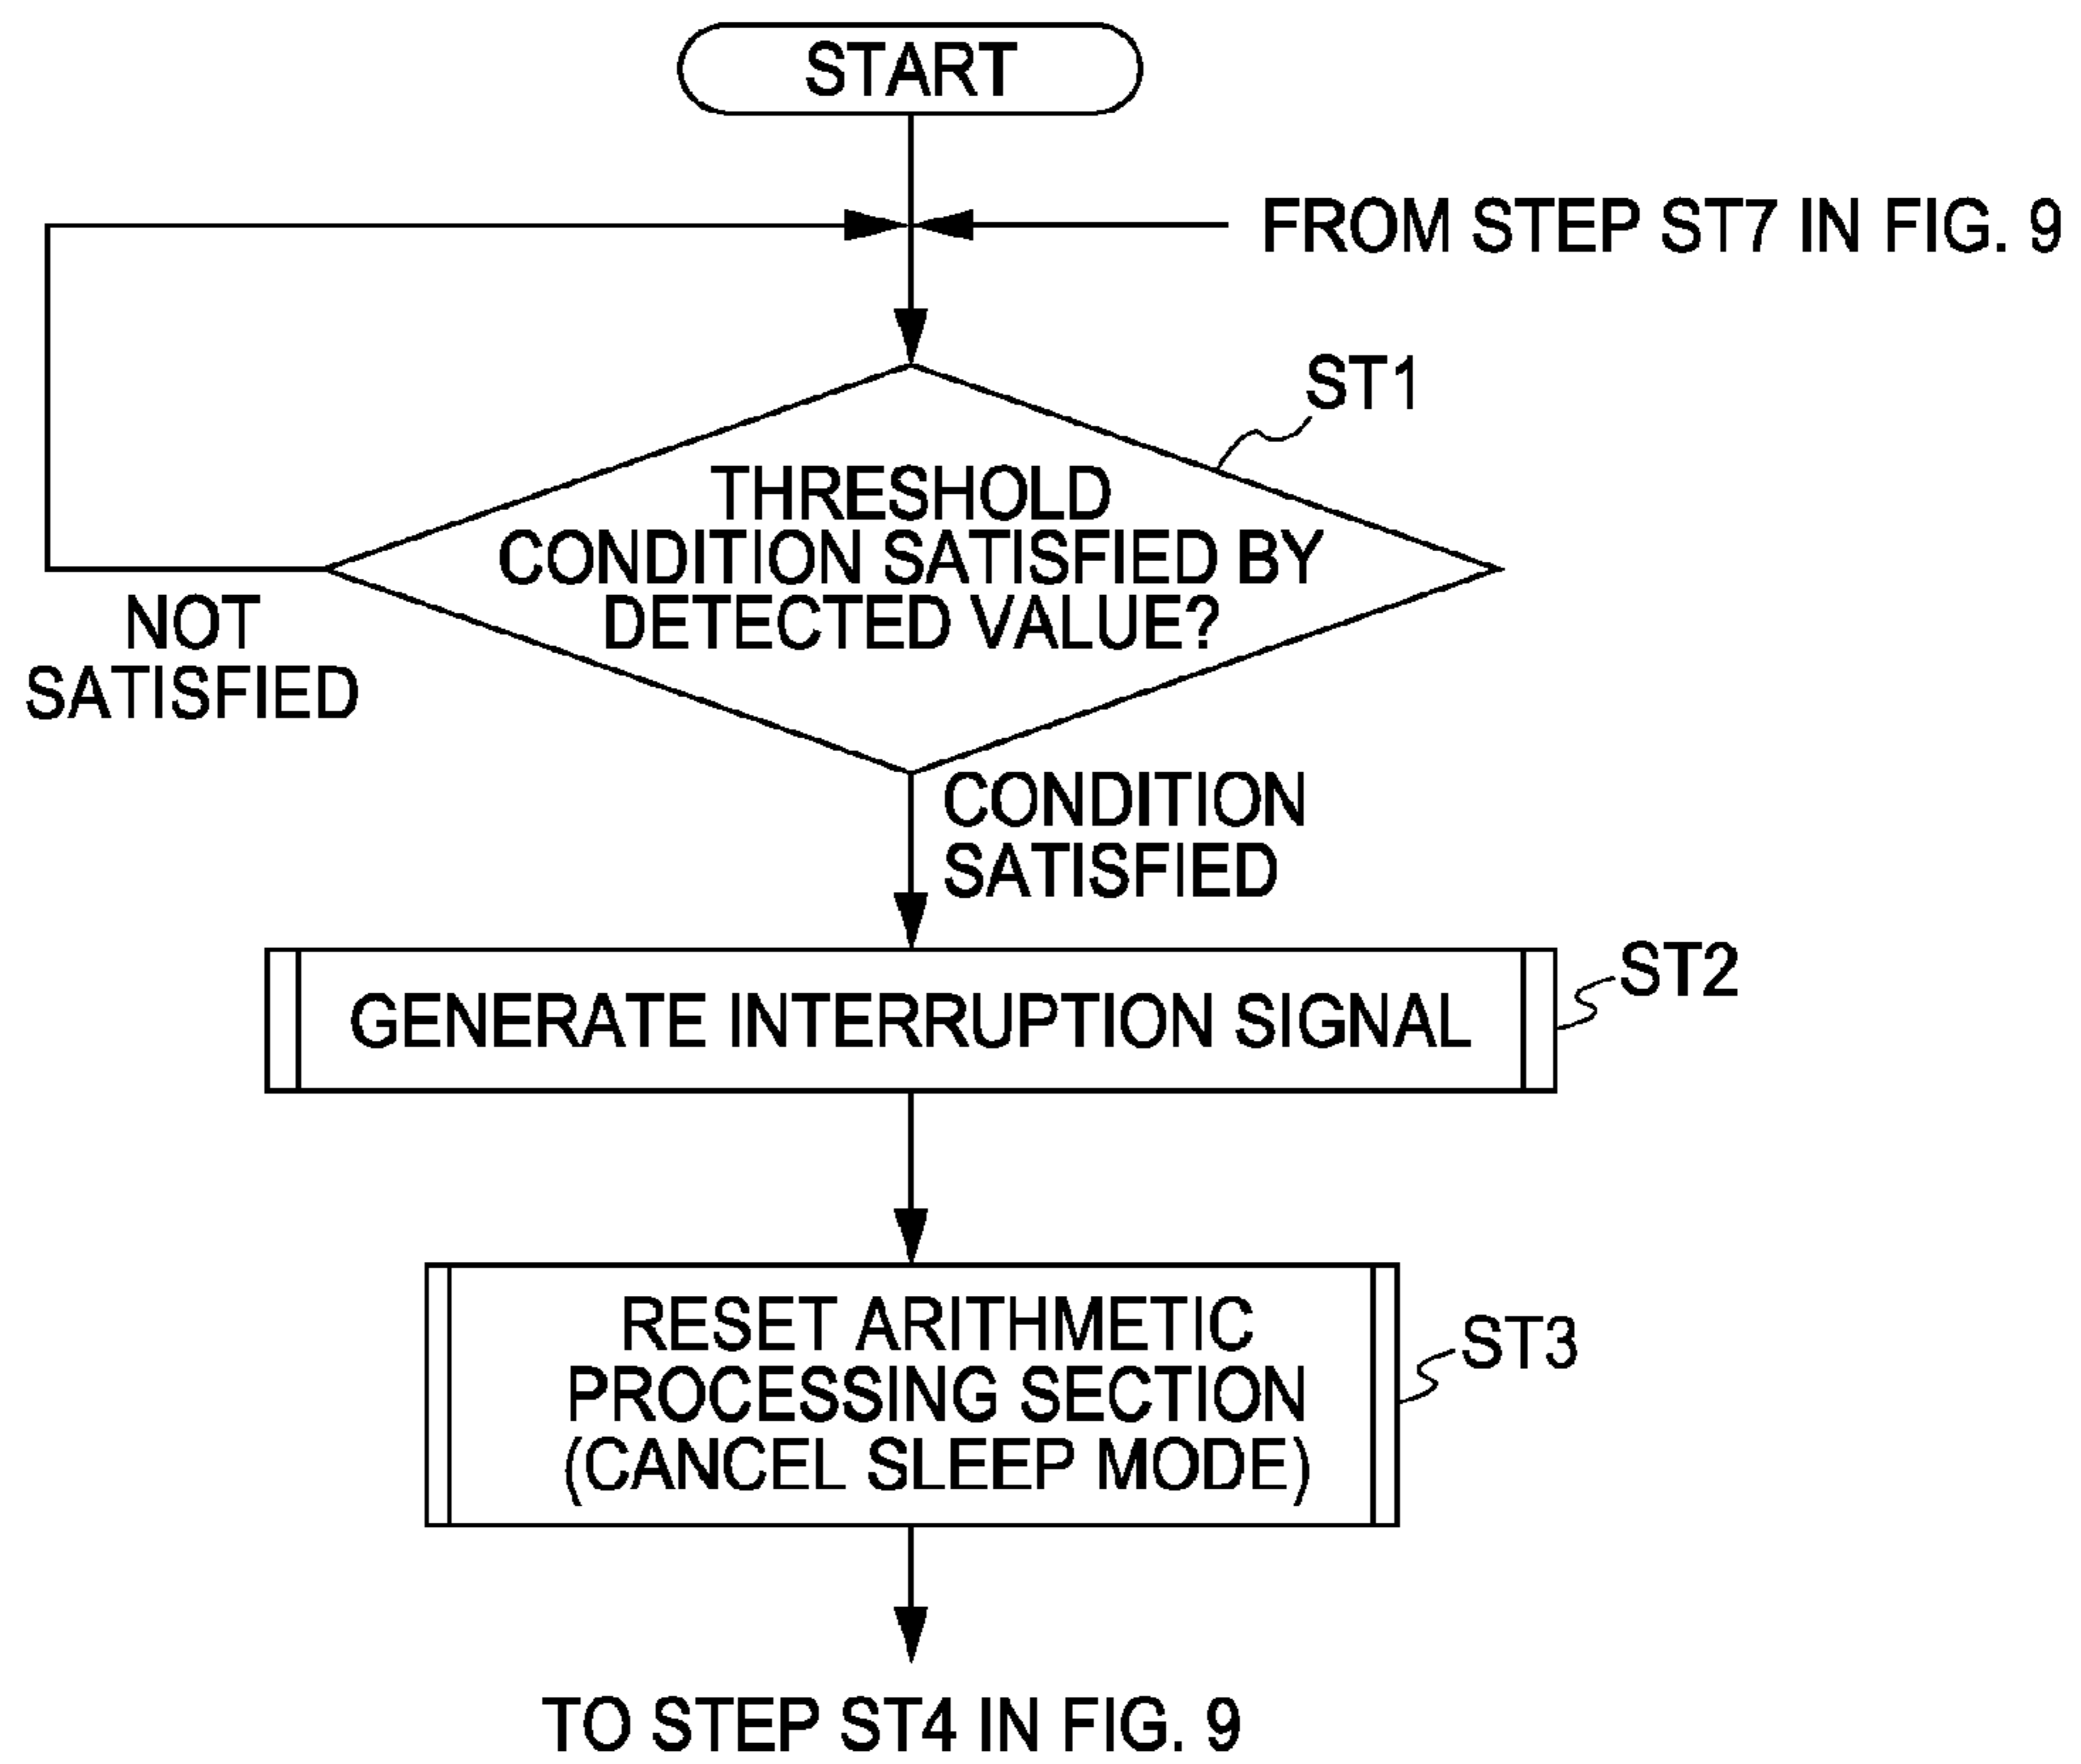 START
FROM STEP ST7 IN FIG. 9
ST1
THRESHOLD
CONDITION SATISFIED BY
DETECTED VALUE?
NOT
SATISFIED
CONDITION
SATISFIED
GENERATE INTERRUPTION SIGNAL
ST2
RESET ARITHMETIC
PROCESSING SECTION
(CANCEL SLEEP MODE)
ST3
TO STEP ST4 IN FIG. 9